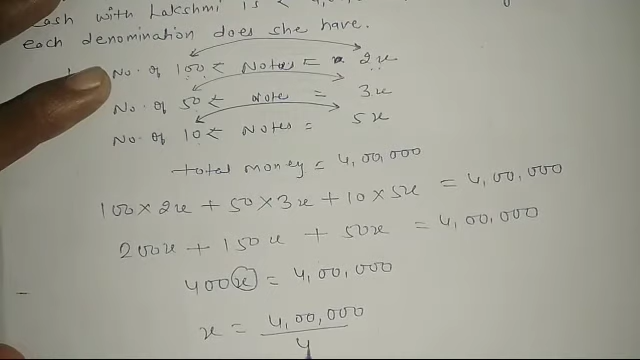 cash with Lakshmi is ₹ 4,0
each denomination does she have.
No. of 100 ₹ Notes = 2x
No. of 50 ₹ Note = 3x
No. of 10 ₹ Notes = 5x
total money = 4,00,000
100 × 2x + 50 × 3x + 10 × 5x = 4,00,000
200x + 150x + 50x = 4,00,000
400x = 4,00,000
x = 4,00,000
4